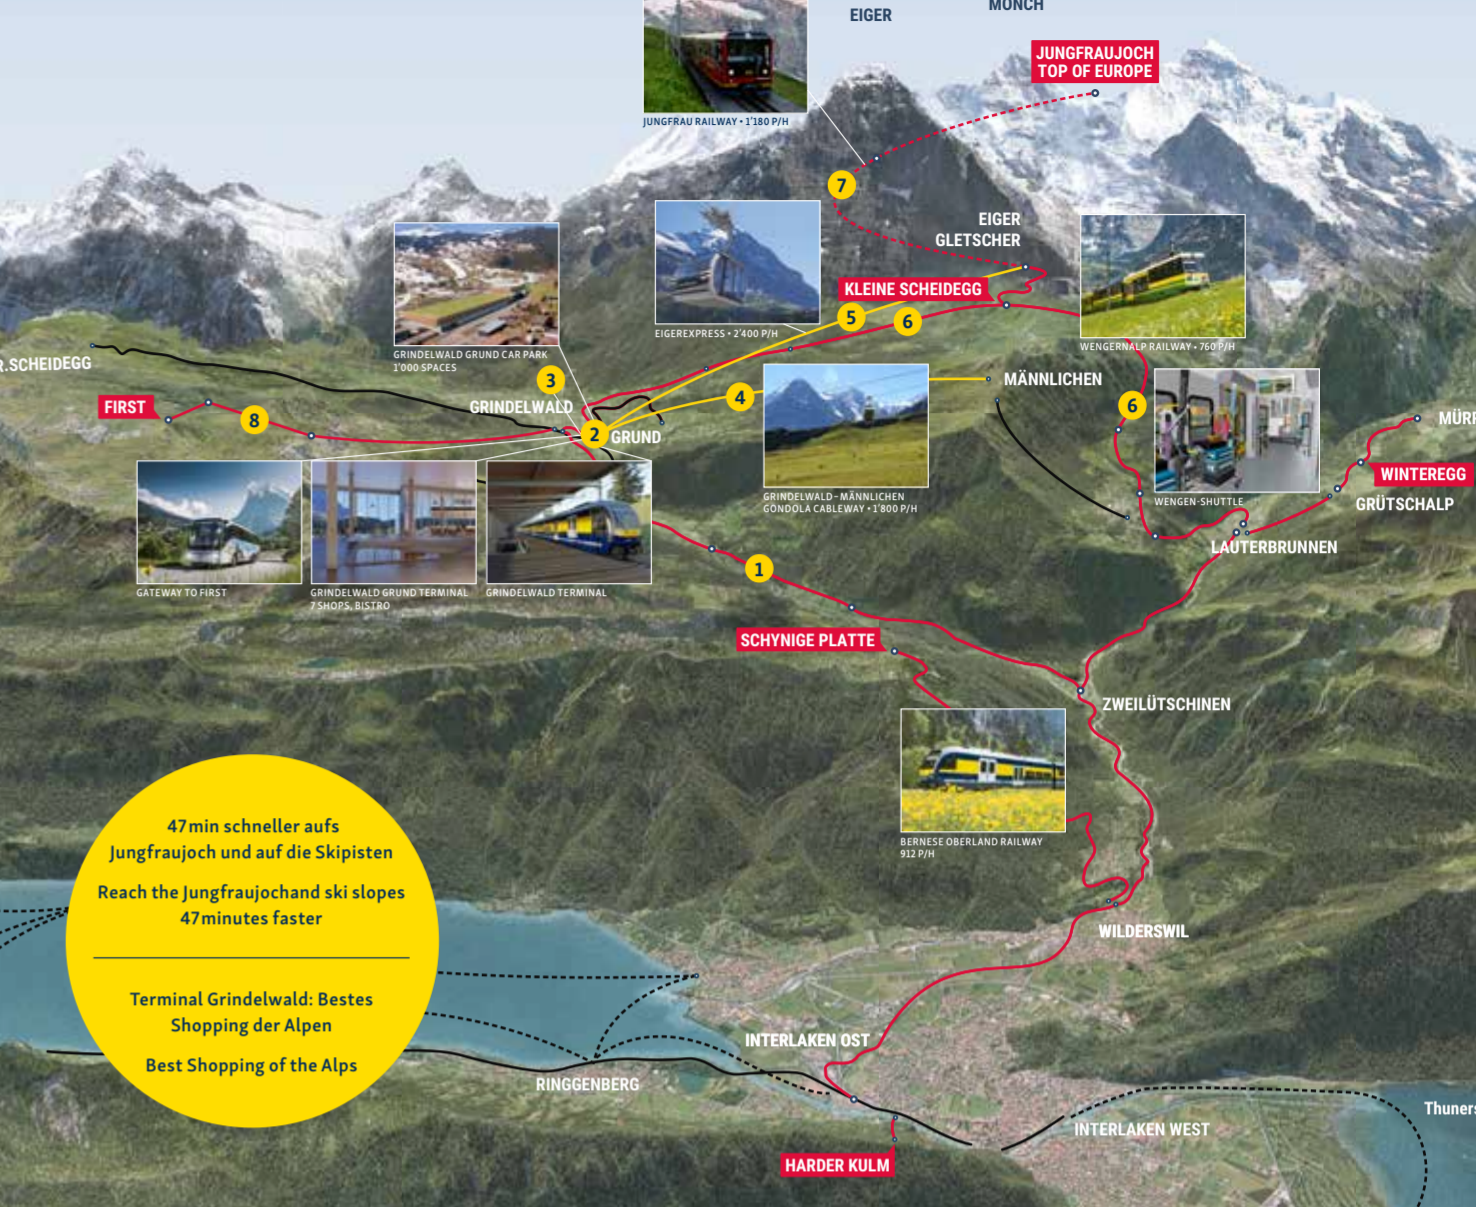 EIGER
MÖNCH
JUNGFRAUJOCH
TOP OF EUROPE
JUNGFRAU RAILWAY • 1'180 P/H
7
EIGER
GLETSCHER
KLEINE SCHEIDEGG
5
6
EIGEREXPRESS • 2'400 P/H
WENGERNALP RAILWAY • 760 P/H
GRINDELWALD GRUND CAR PARK
1'000 SPACES
R.SCHEIDEGG
3
4
MÄNNLICHEN
6
FIRST
8
GRINDELWALD
2
GRUND
MÜRR
WINTEREGG
GRÜTSCHALP
WENGEN-SHUTTLE
GRINDELWALD–MÄNNLICHEN
GONDOLA CABLEWAY • 1'800 P/H
LAUTERBRUNNEN
GATEWAY TO FIRST
GRINDELWALD GRUND TERMINAL
7 SHOPS, BISTRO
GRINDELWALD TERMINAL
1
SCHYNIGE PLATTE
ZWEILÜTSCHINEN
BERNESE OBERLAND RAILWAY
912 P/H
WILDERSWIL
47min schneller aufs
Jungfraujoch und auf die Skipisten
Reach the Jungfraujochand ski slopes
47minutes faster
Terminal Grindelwald: Bestes
Shopping der Alpen
Best Shopping of the Alps
INTERLAKEN OST
RINGGENBERG
INTERLAKEN WEST
Thuners
HARDER KULM